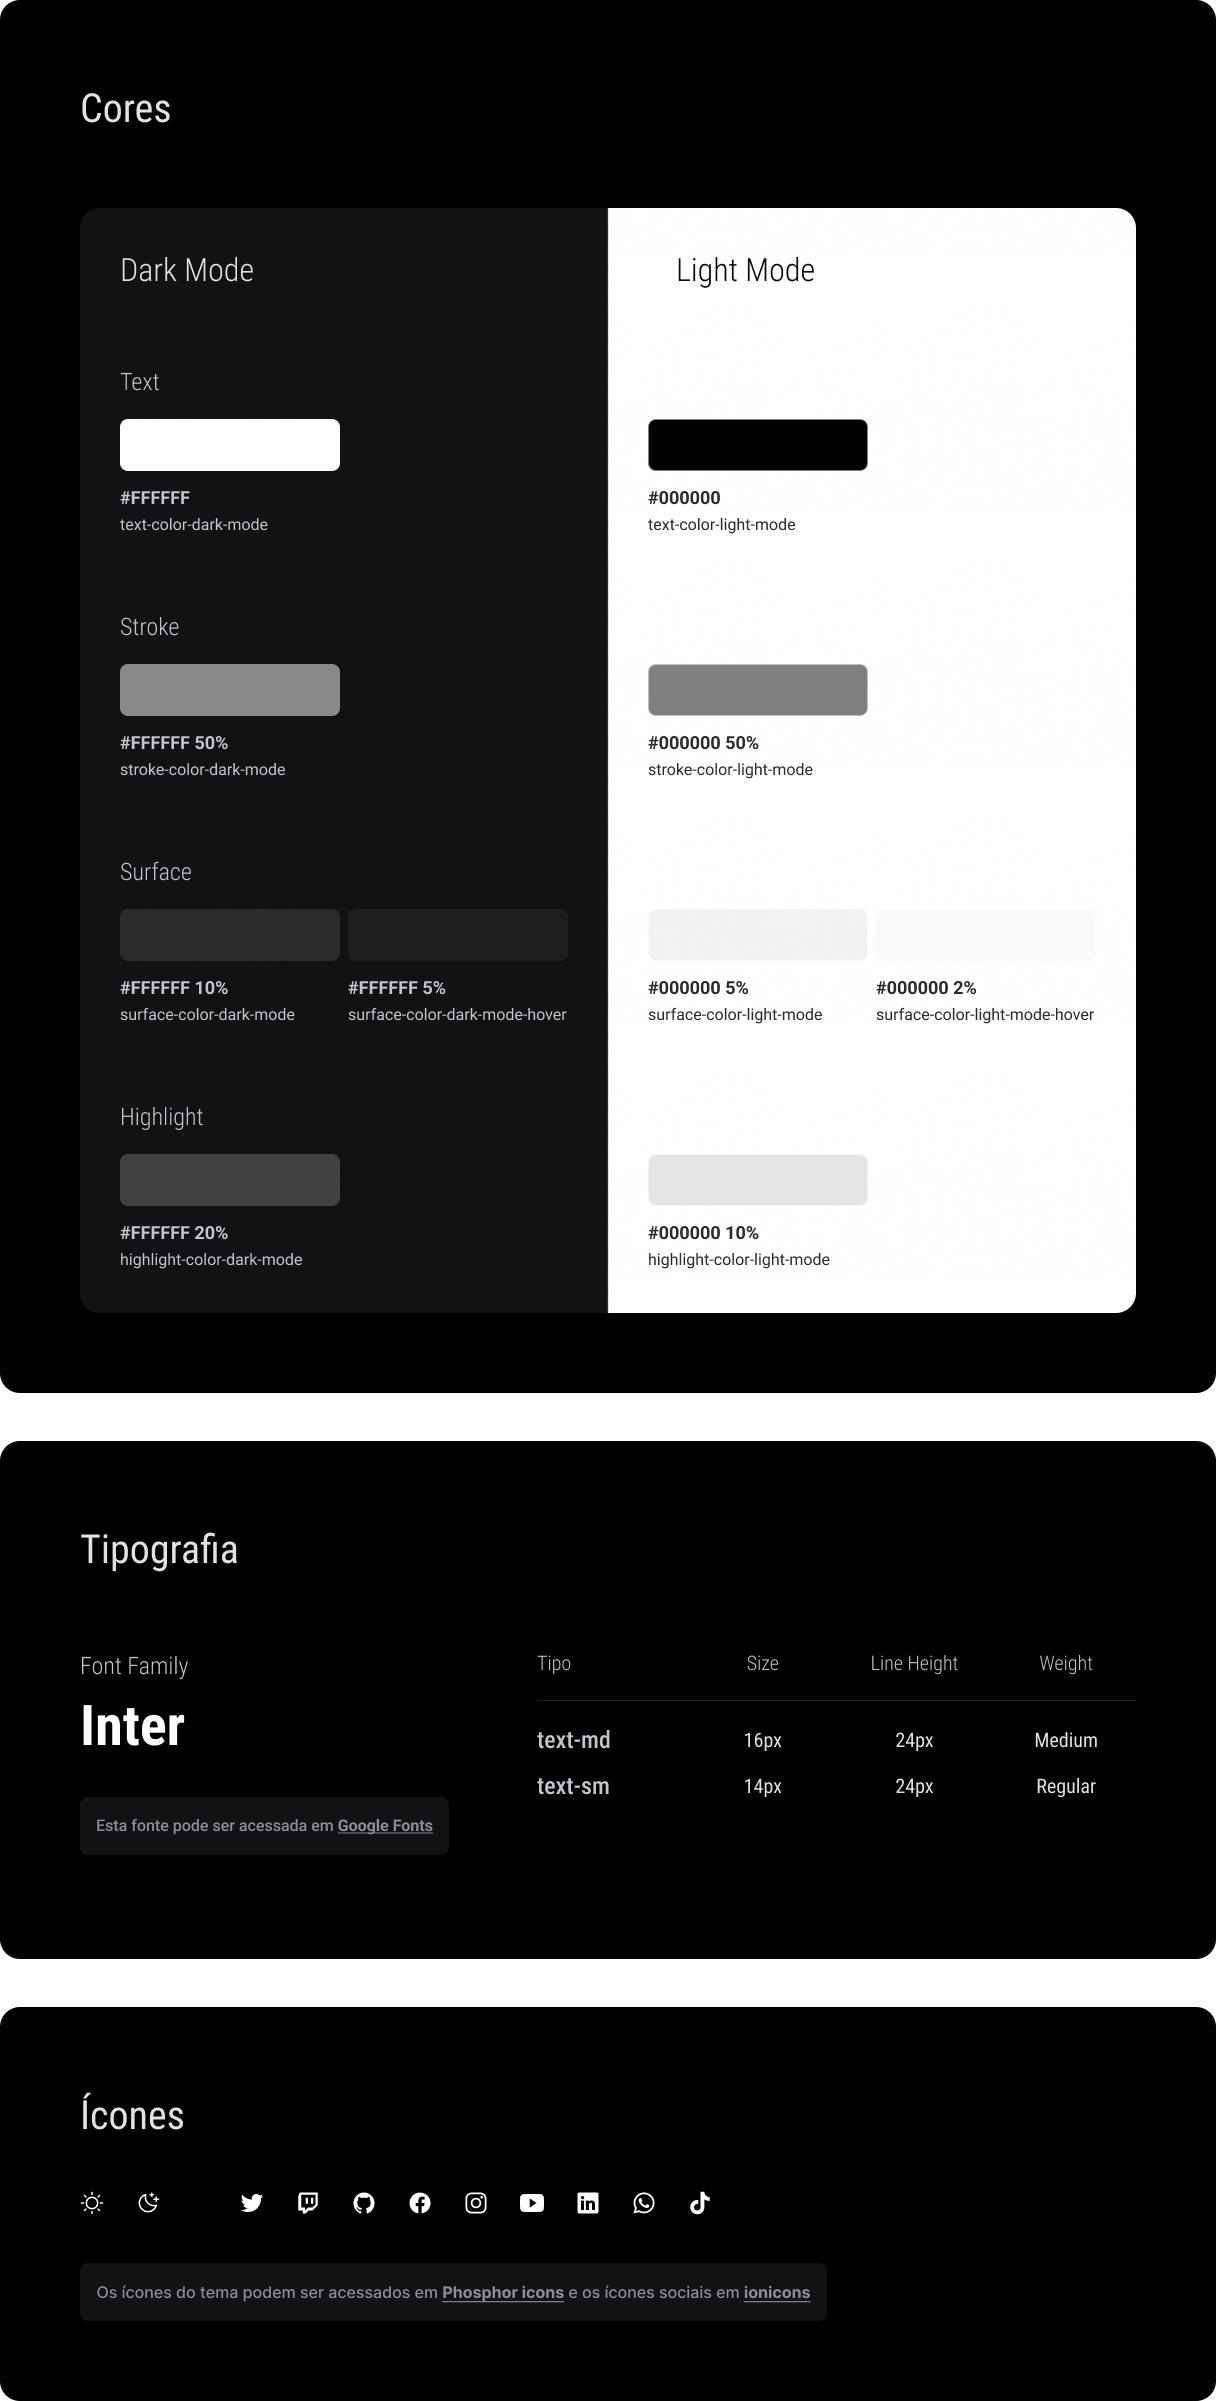 Cores
Dark Mode
Light Mode
Text
#FFFFFF
text-color-dark-mode
#000000
text-color-light-mode
Stroke
#FFFFFF 50%
stroke-color-dark-mode
#000000 50%
stroke-color-light-mode
Surface
#FFFFFF 10%
surface-color-dark-mode
#FFFFFF 5%
surface-color-dark-mode-hover
#000000 5%
surface-color-light-mode
#000000 2%
surface-color-light-mode-hover
Highlight
#FFFFFF 20%
highlight-color-dark-mode
#000000 10%
highlight-color-light-mode
Tipografia
Font Family
Inter
Esta fonte pode ser acessada em Google Fonts
Tipo Size Line Height Weight
text-md 16px 24px Medium
text-sm 14px 24px Regular
Ícones
Os ícones do tema podem ser acessados em Phosphor icons e os ícones sociais em ionicons